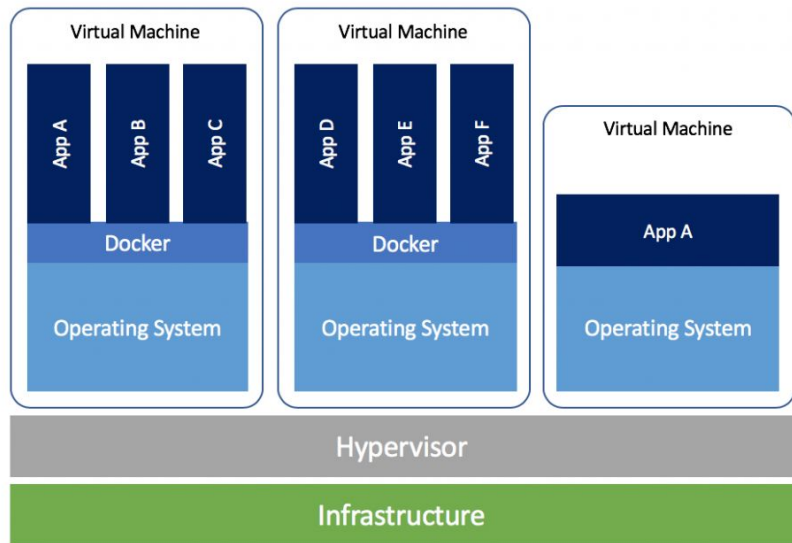 Virtual Machine
App A
App B
App C
Docker
Operating System
Virtual Machine
App D
App E
App F
Docker
Operating System
Virtual Machine
App A
Operating System
Hypervisor
Infrastructure